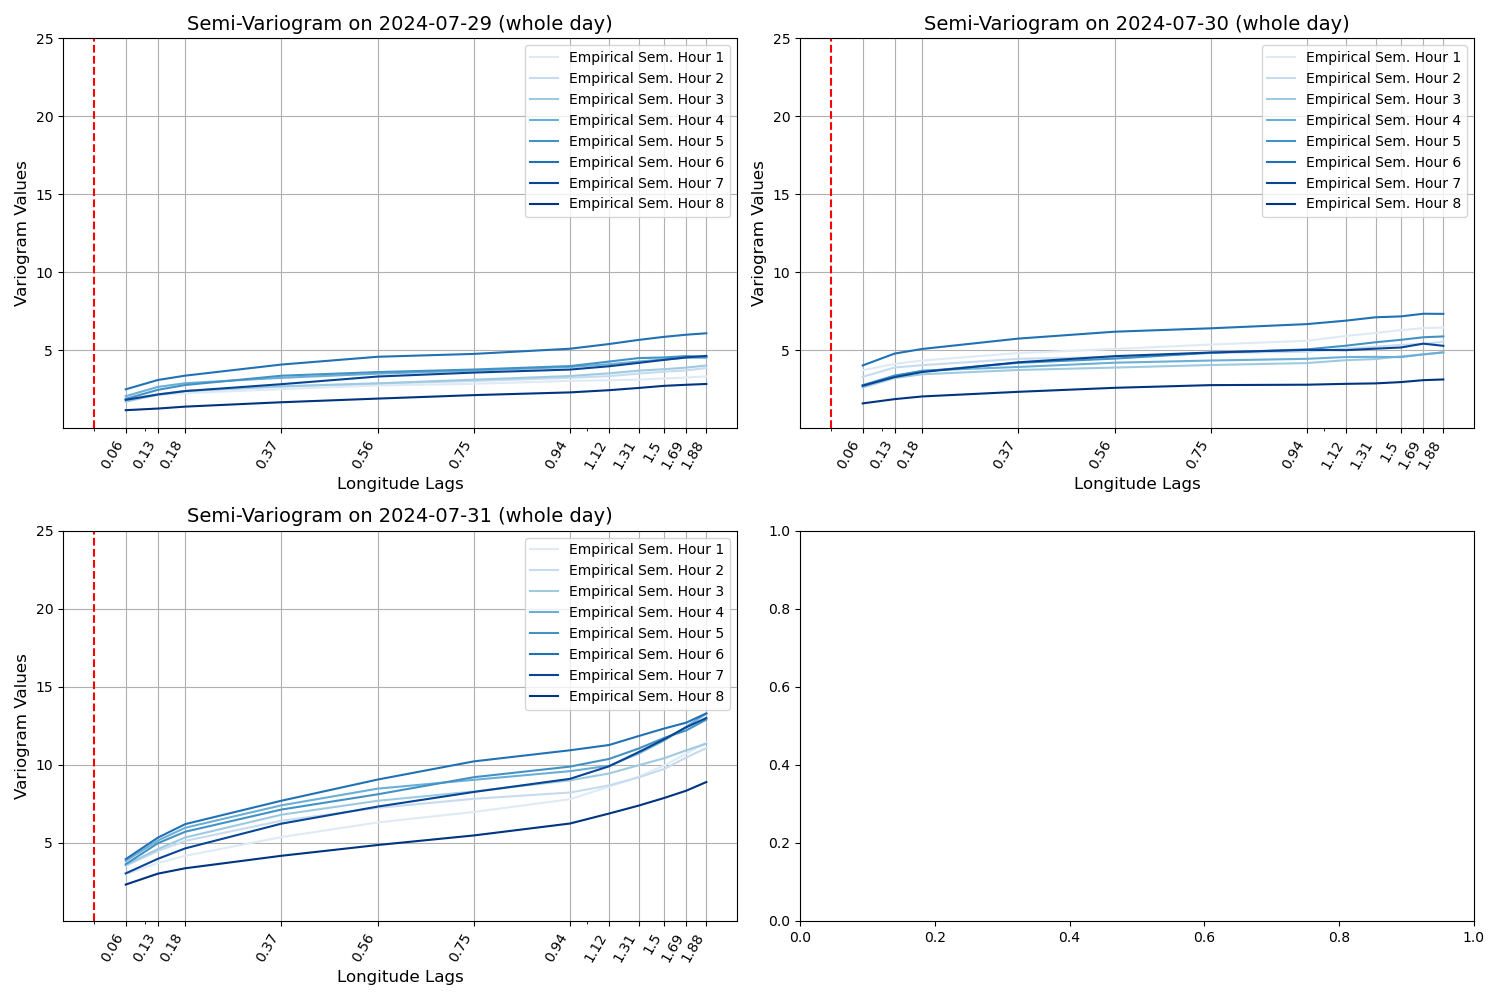 Semi-Variogram on 2024-07-29 (whole day)
25
20
15
10
5
Variogram Values
Empirical Sem. Hour 1
Empirical Sem. Hour 2
Empirical Sem. Hour 3
Empirical Sem. Hour 4
Empirical Sem. Hour 5
Empirical Sem. Hour 6
Empirical Sem. Hour 7
Empirical Sem. Hour 8
0.06 0.13 0.18 0.37 0.56 0.75 0.94 1.12 1.31 1.5 1.69 1.88
Longitude Lags
Semi-Variogram on 2024-07-30 (whole day)
25
20
15
10
5
Variogram Values
Empirical Sem. Hour 1
Empirical Sem. Hour 2
Empirical Sem. Hour 3
Empirical Sem. Hour 4
Empirical Sem. Hour 5
Empirical Sem. Hour 6
Empirical Sem. Hour 7
Empirical Sem. Hour 8
0.06 0.13 0.18 0.37 0.56 0.75 0.94 1.12 1.31 1.5 1.69 1.88
Longitude Lags
Semi-Variogram on 2024-07-31 (whole day)
25
20
15
10
5
Variogram Values
Empirical Sem. Hour 1
Empirical Sem. Hour 2
Empirical Sem. Hour 3
Empirical Sem. Hour 4
Empirical Sem. Hour 5
Empirical Sem. Hour 6
Empirical Sem. Hour 7
Empirical Sem. Hour 8
0.06 0.13 0.18 0.37 0.56 0.75 0.94 1.12 1.31 1.5 1.69 1.88
Longitude Lags
1.0
0.8
0.6
0.4
0.2
0.0
0.0 0.2 0.4 0.6 0.8 1.0